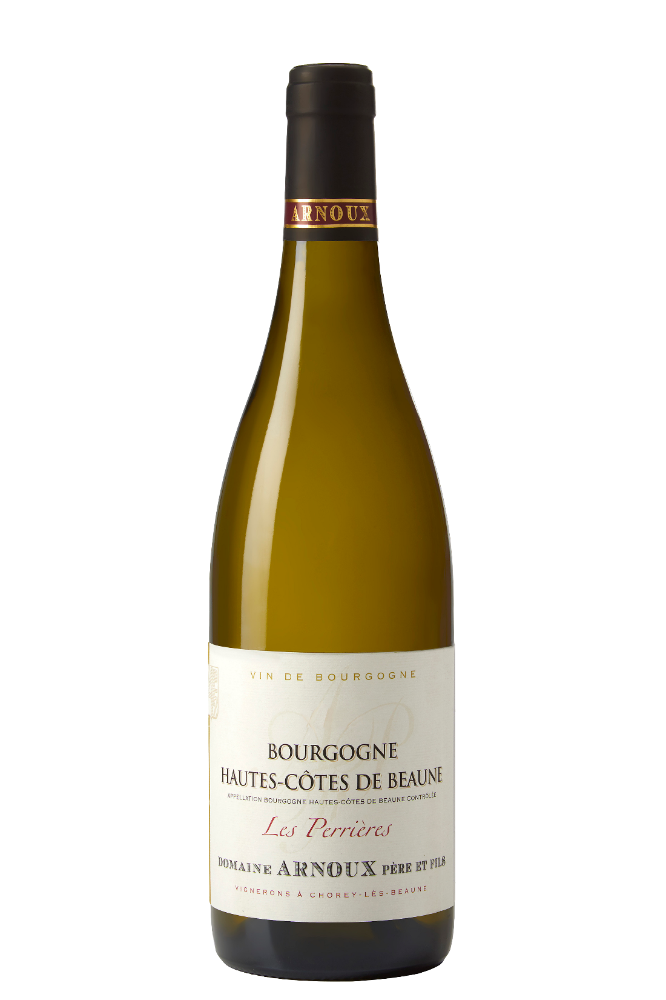 ARNOUX
VIN DE BOURGOGNE
BOURGOGNE
HAUTES-CÔTES DE BEAUNE
APPELLATION BOURGOGNE HAUTES-CÔTES DE BEAUNE CONTRÔLÉE
Les Perrières
DOMAINE ARNOUX PÈRE ET FILS
VIGNERONS À CHOREY-LÈS-BEAUNE